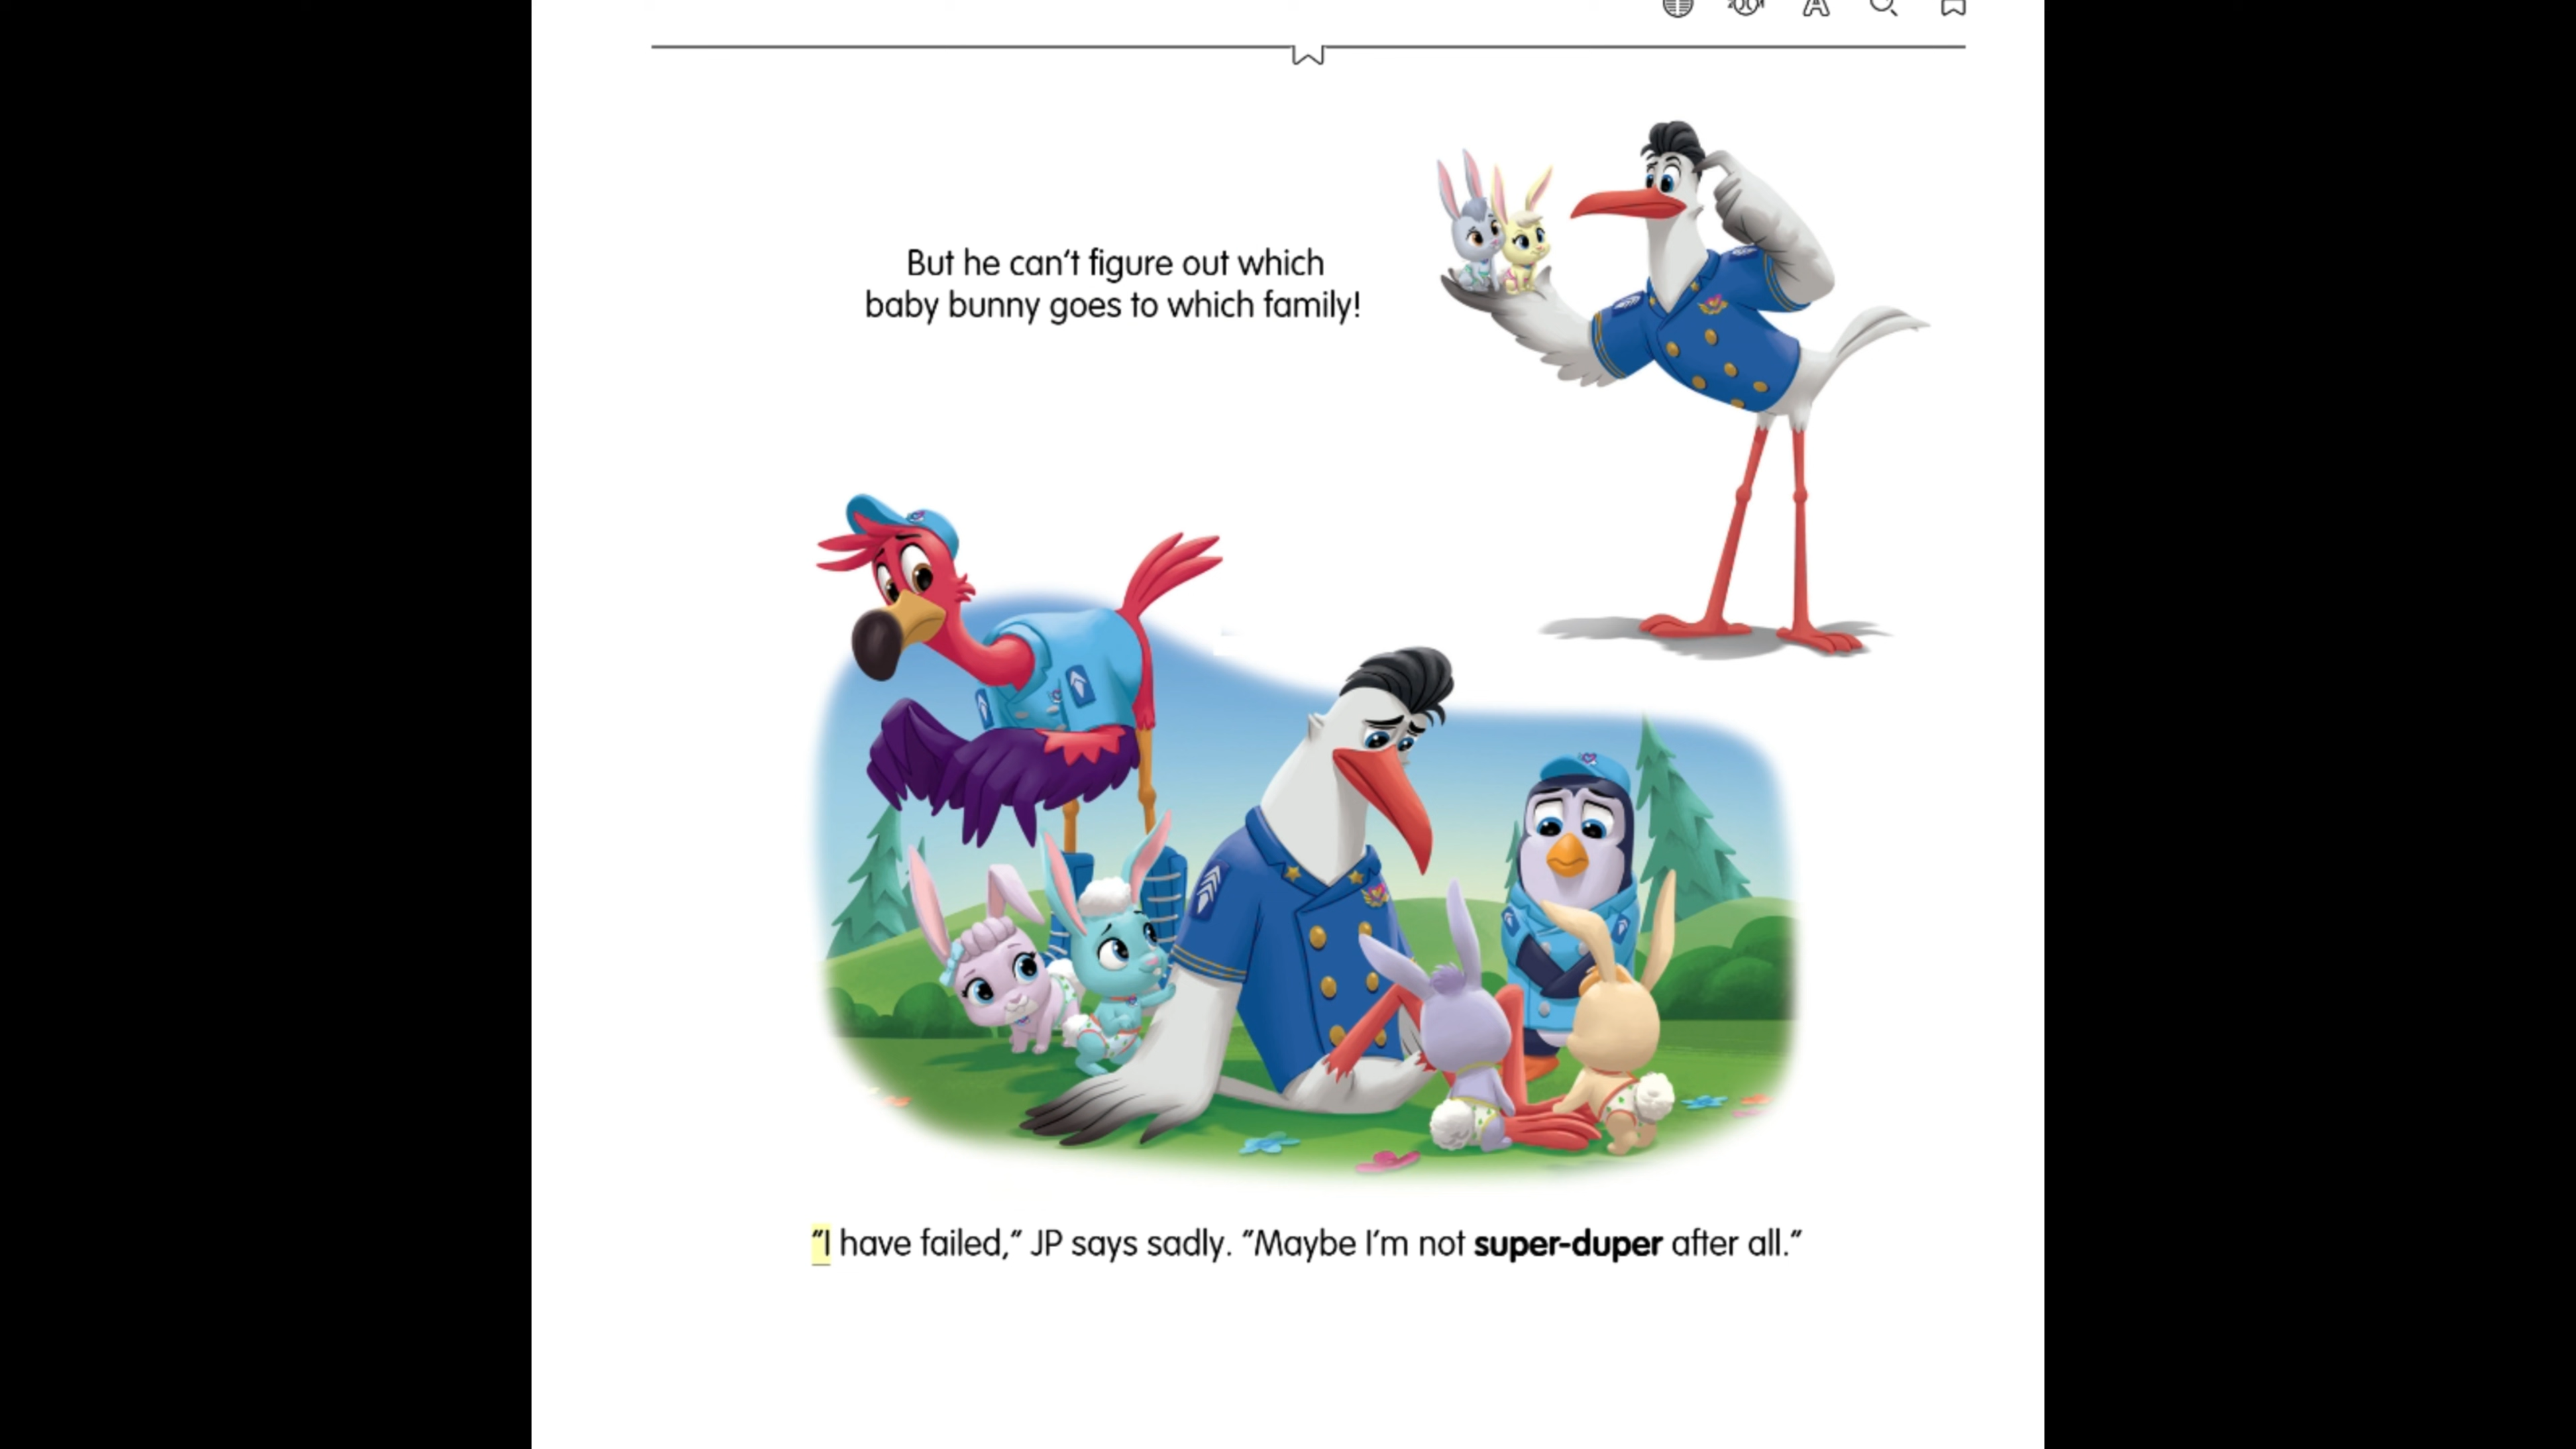 But he can't figure out which
baby bunny goes to which family!
"I have failed," JP says sadly. "Maybe I'm not super-duper after all."